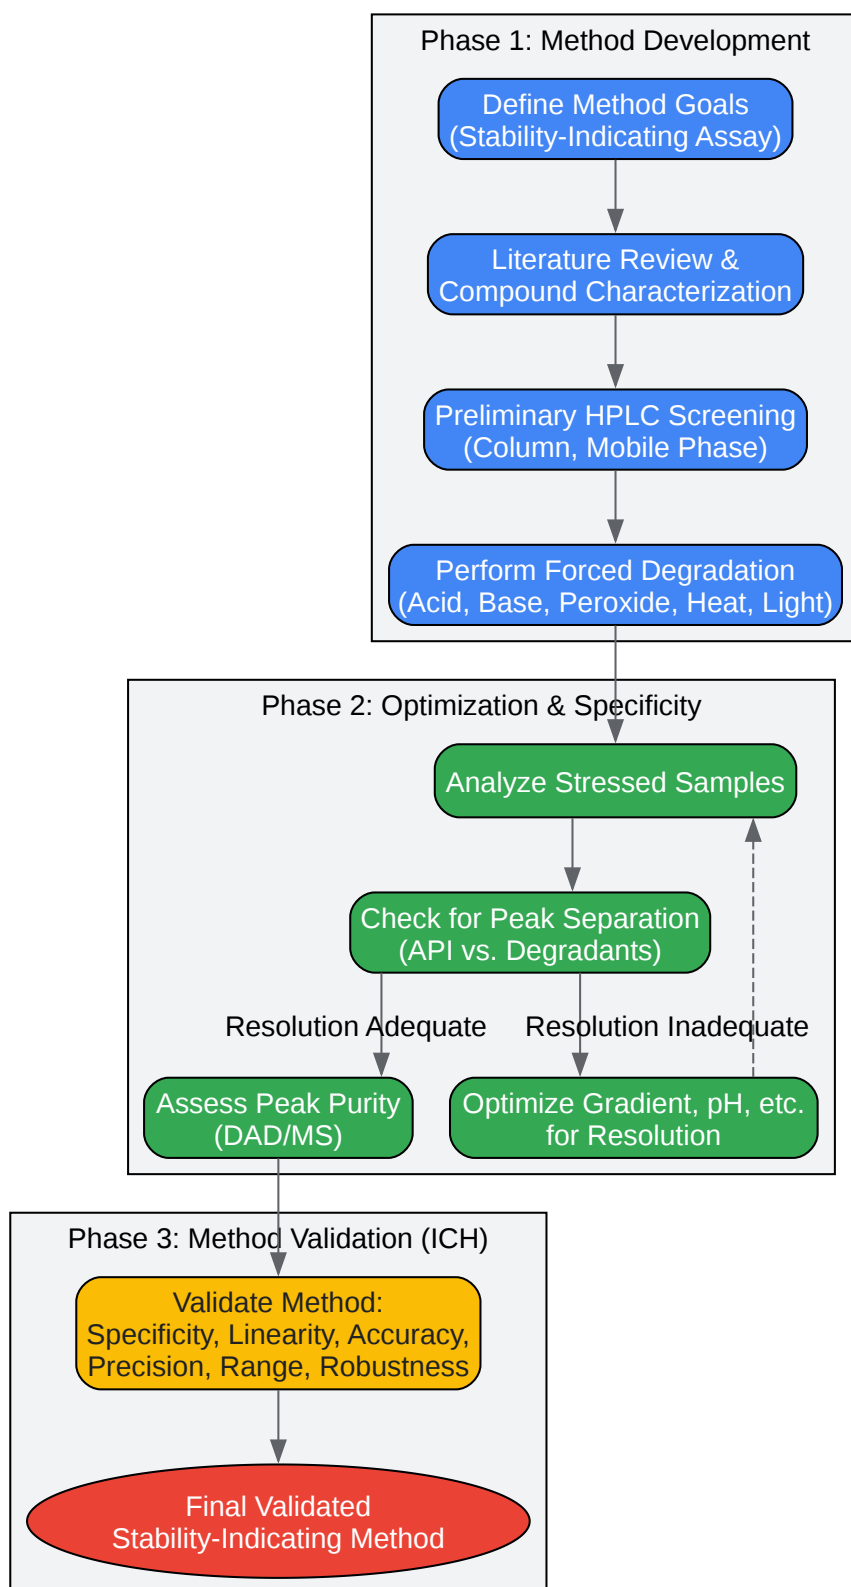 Phase 1: Method Development
Define Method Goals
(Stability-Indicating Assay)
Literature Review &
Compound Characterization
Preliminary HPLC Screening
(Column, Mobile Phase)
Perform Forced Degradation
(Acid, Base, Peroxide, Heat, Light)
Phase 2: Optimization & Specificity
Analyze Stressed Samples
Check for Peak Separation
(API vs. Degradants)
Resolution Adequate
Resolution Inadequate
Assess Peak Purity
(DAD/MS)
Optimize Gradient, pH, etc.
for Resolution
Phase 3: Method Validation (ICH)
Validate Method:
Specificity, Linearity, Accuracy,
Precision, Range, Robustness
Final Validated
Stability-Indicating Method